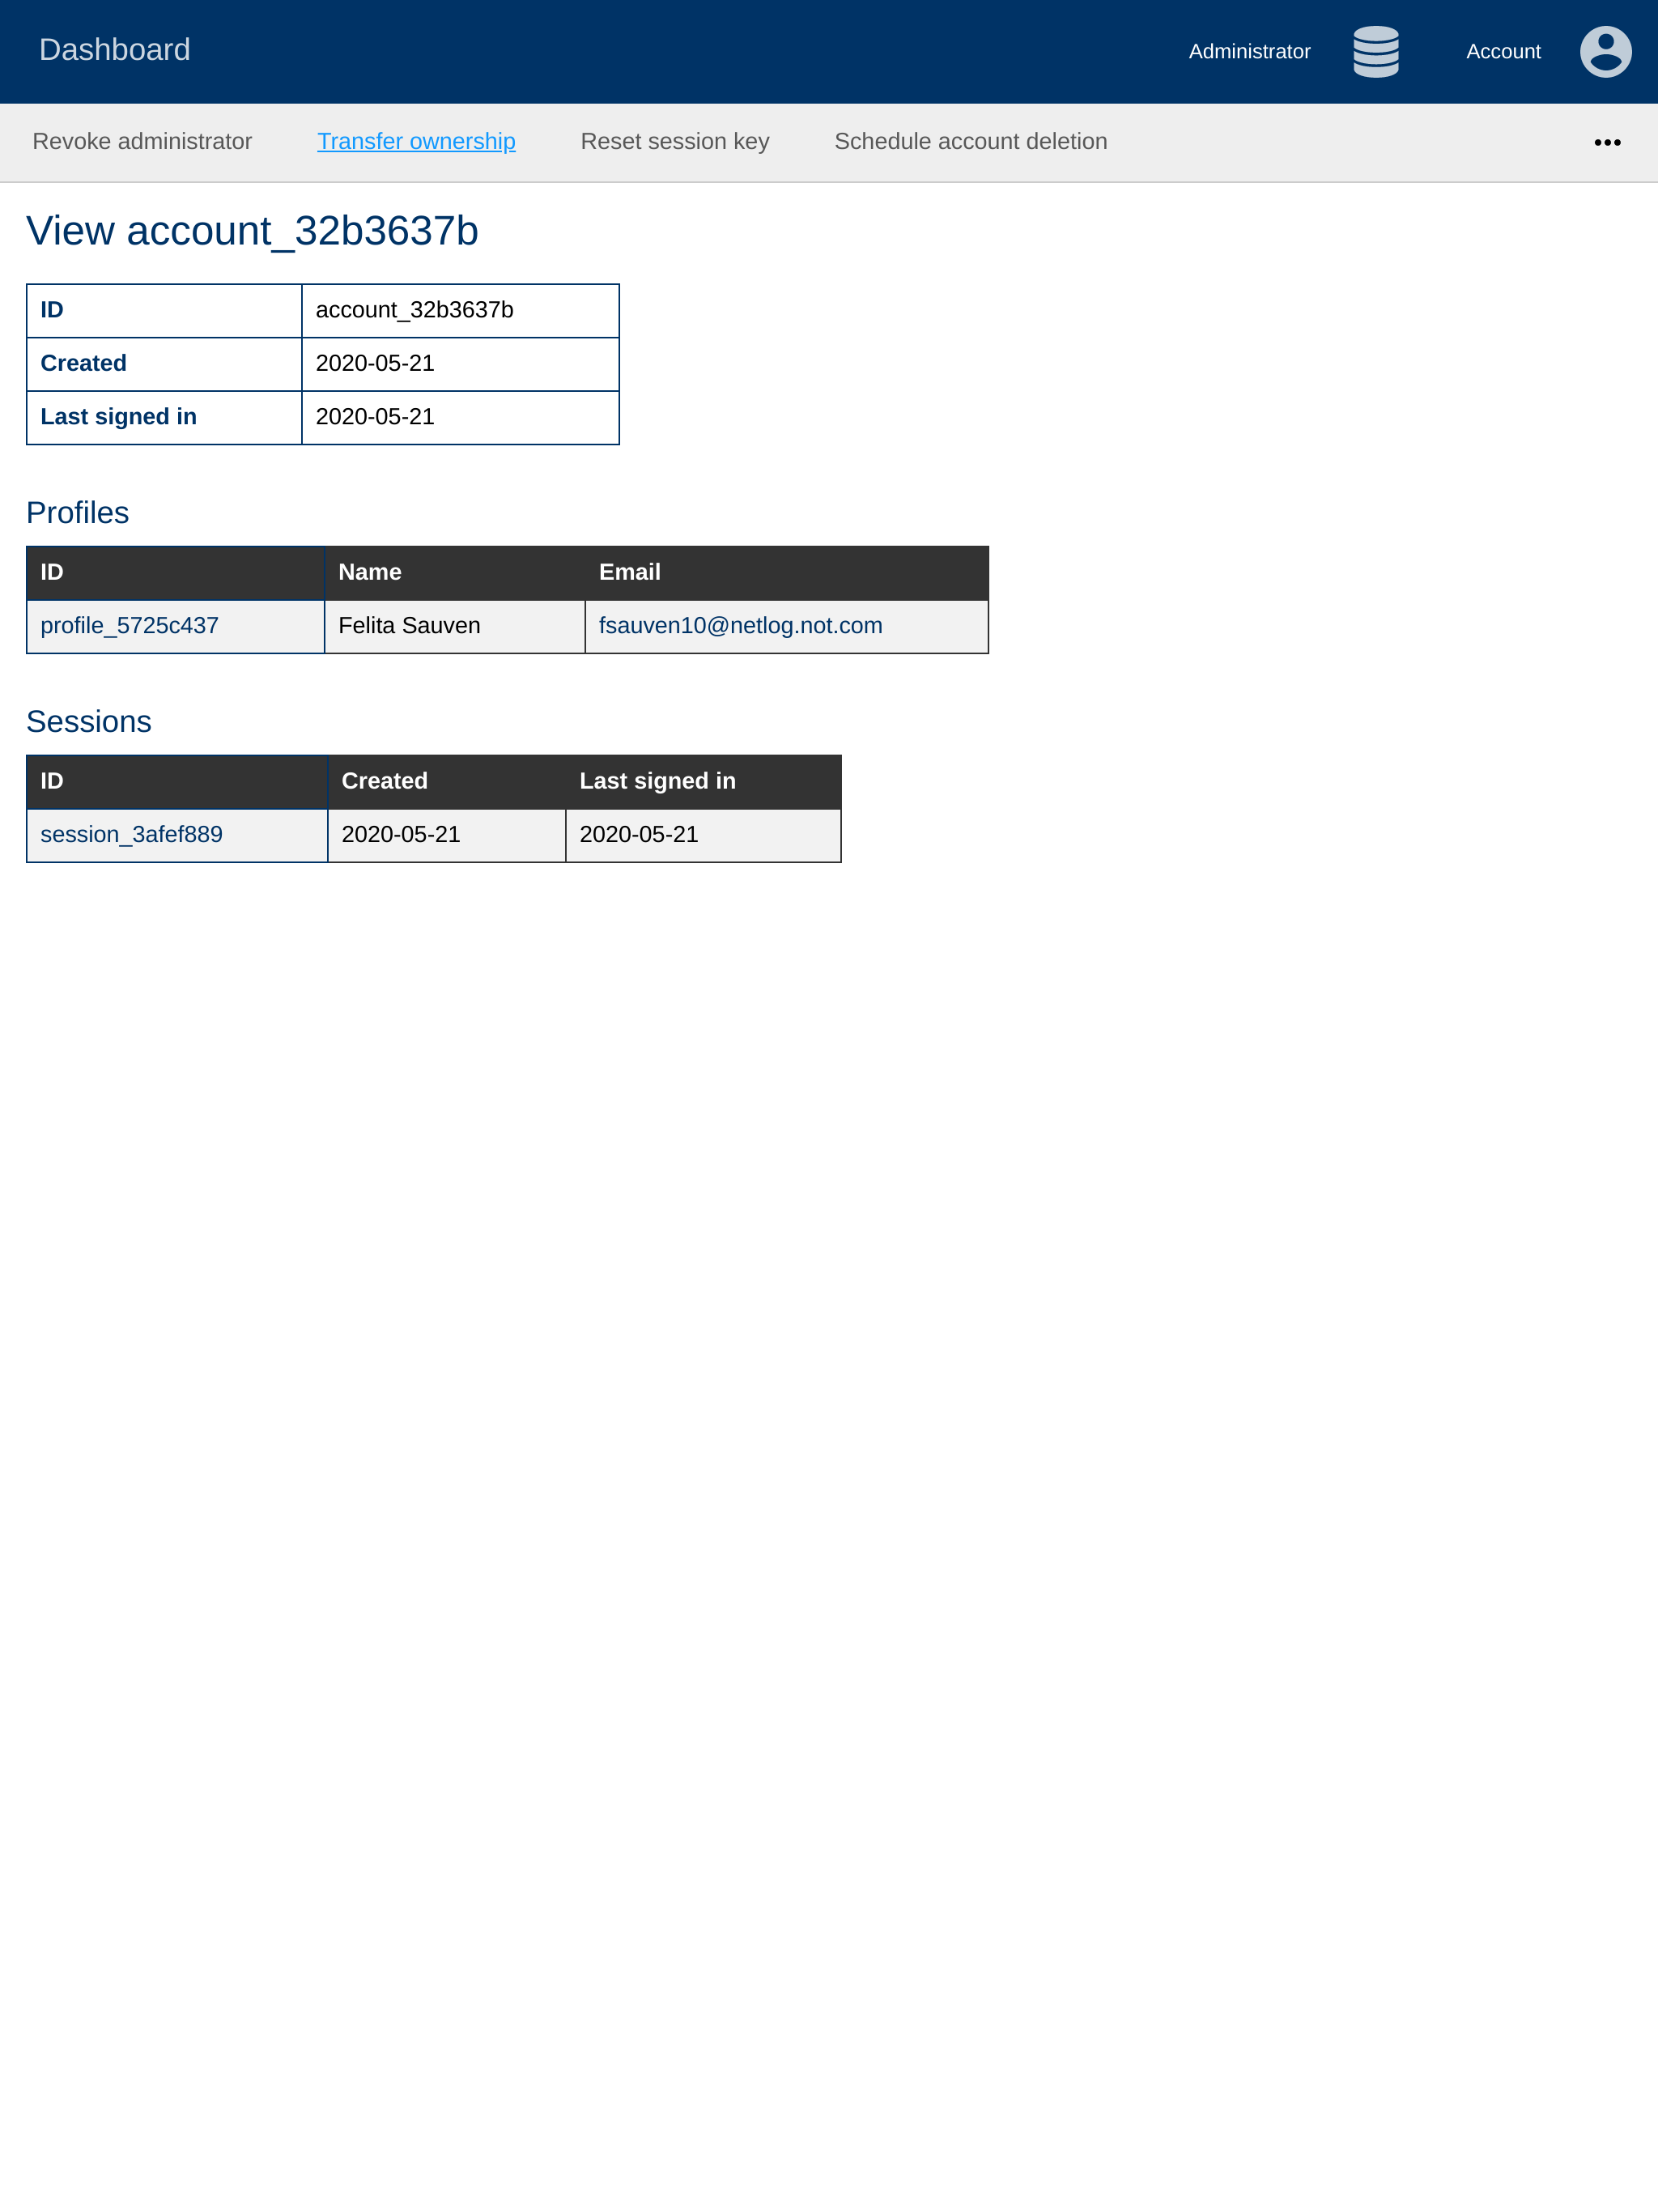 Dashboard Administrator Account
Revoke administrator Transfer ownership Reset session key Schedule account deletion •••
View account_32b3637b
ID account_32b3637b
Created 2020-05-21
Last signed in 2020-05-21
Profiles
ID Name Email
profile_5725c437 Felita Sauven fsauven10@netlog.not.com
Sessions
ID Created Last signed in
session_3afef889 2020-05-21 2020-05-21